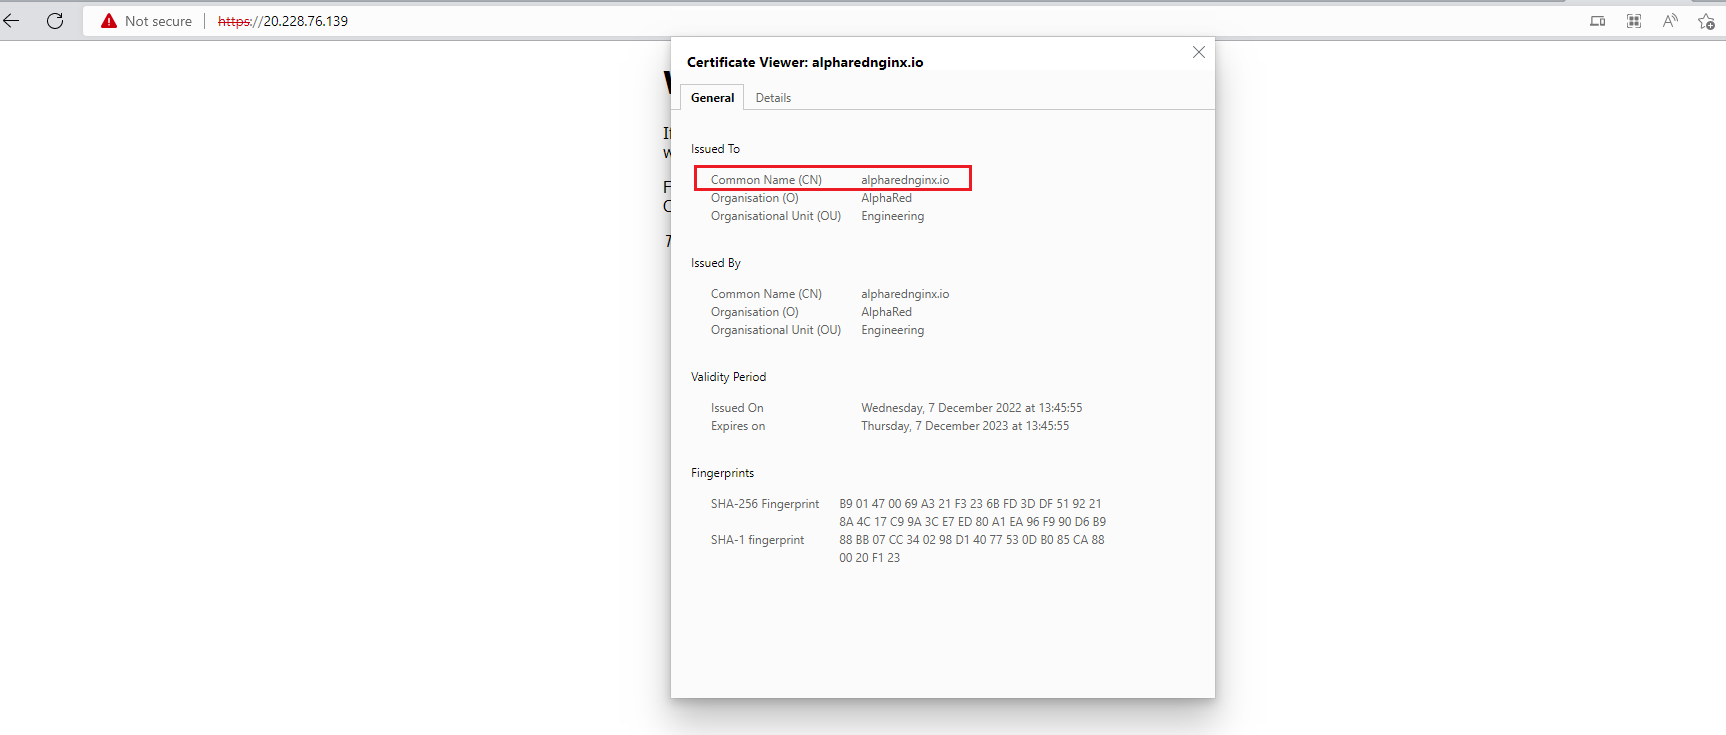 Not secure https://20.228.76.139
Certificate Viewer: alpharednginx.io
General Details
Issued To
Common Name (CN) alpharednginx.io
Organisation (O) AlphaRed
Organisational Unit (OU) Engineering
Issued By
Common Name (CN) alpharednginx.io
Organisation (O) AlphaRed
Organisational Unit (OU) Engineering
Validity Period
Issued On Wednesday, 7 December 2022 at 13:45:55
Expires on Thursday, 7 December 2023 at 13:45:55
Fingerprints
SHA-256 Fingerprint B9 01 47 00 69 A3 21 F3 23 6B FD 3D DF 51 92 21
8A 4C 17 C9 9A 3C E7 ED 80 A1 EA 96 F9 90 D6 B9
SHA-1 fingerprint 88 BB 07 CC 34 02 98 D1 40 77 53 0D B0 85 CA 88
00 20 F1 23